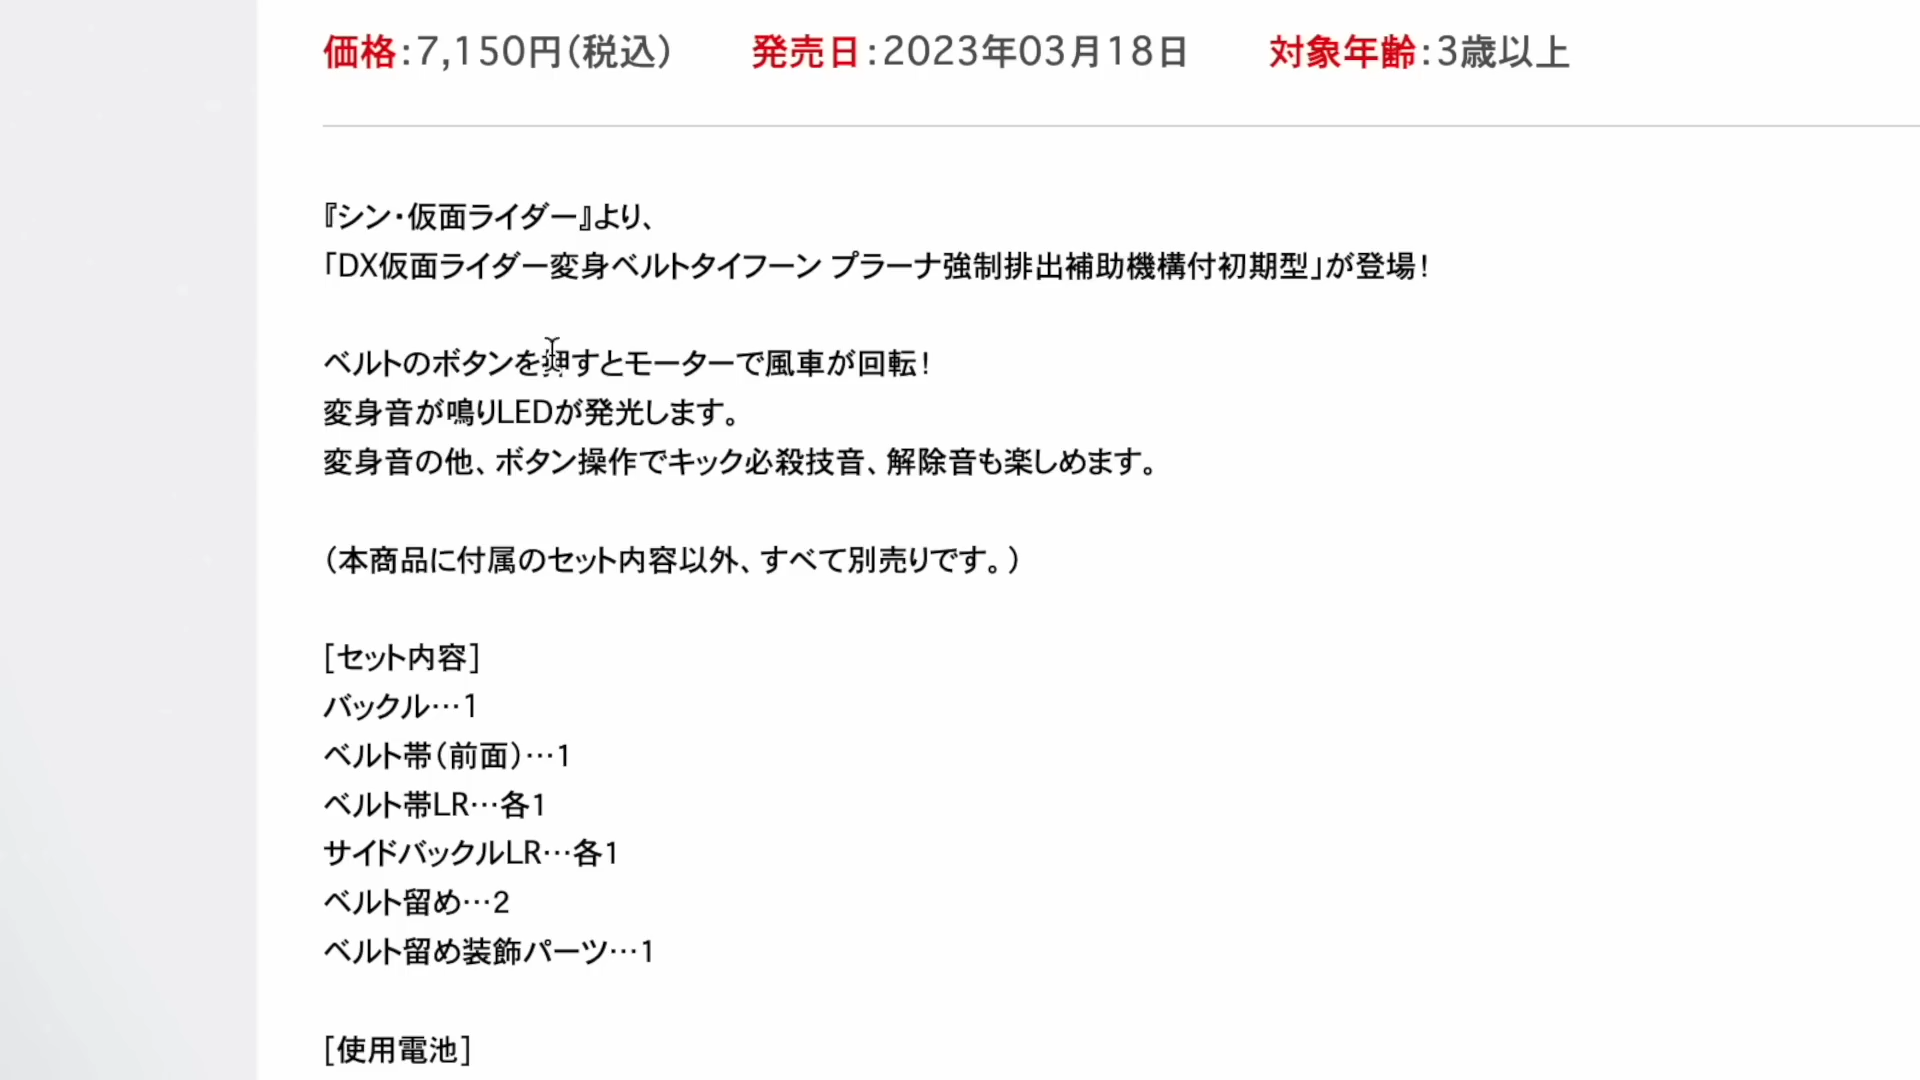 価格：7,150円（税込） 発売日：2023年03月18日 対象年齢：3歳以上
『シン・仮面ライダー』より、
「DX仮面ライダー変身ベルトタイフーン プラーナ強制排出補助機構付初期型」が登場！
ベルトのボタンを押すとモーターで風車が回転！
変身音が鳴りLEDが発光します。
変身音の他、ボタン操作でキック必殺技音、解除音も楽しめます。
（本商品に付属のセット内容以外、すべて別売りです。）
[セット内容]
バックル…1
ベルト帯（前面）…1
ベルト帯LR…各1
サイドバックルLR…各1
ベルト留め…2
ベルト留め装飾パーツ…1
[使用電池]